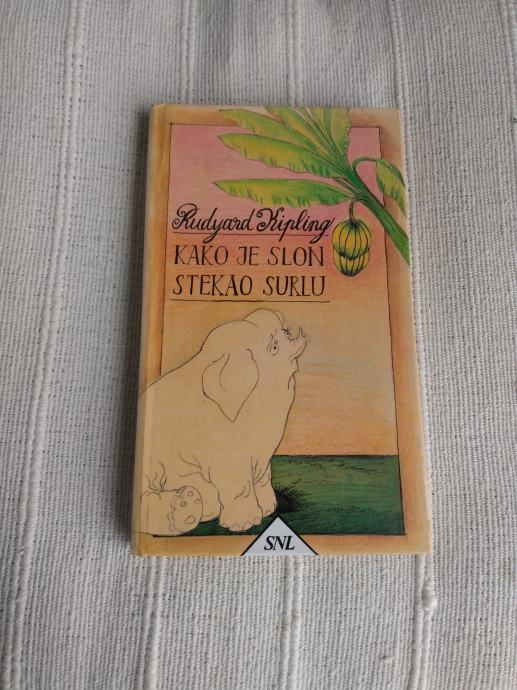 Rudyard Kipling
KAKO JE SLON
STEKAO SURLU
SNL